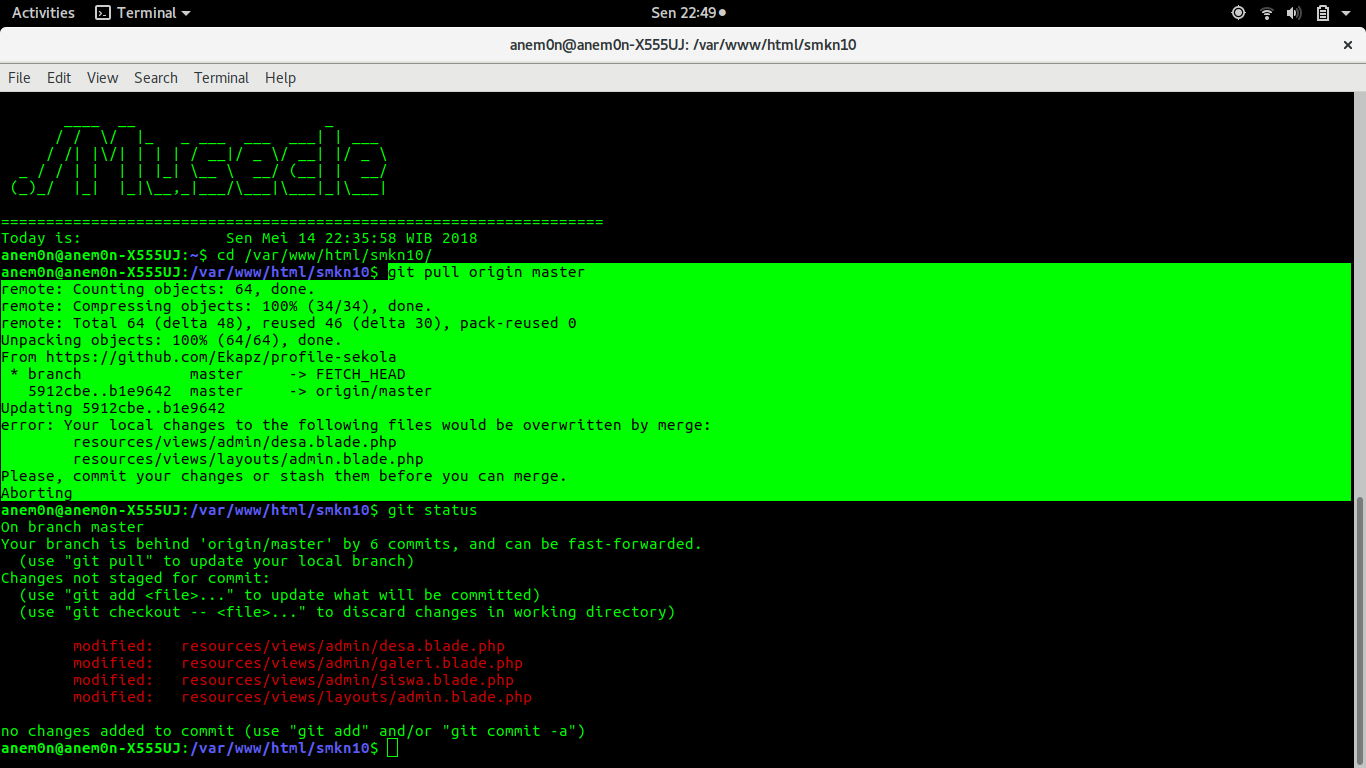 Activities Terminal Sen 22:49
anem0n@anem0n-X555UJ: /var/www/html/smkn10
File Edit View Search Terminal Help
=================================================================== 
Today is: Sen Mei 14 22:35:58 WIB 2018
anem0n@anem0n-X555UJ:~$ cd /var/www/html/smkn10/
anem0n@anem0n-X555UJ:/var/www/html/smkn10$ git pull origin master
remote: Counting objects: 64, done.
remote: Compressing objects: 100% (34/34), done.
remote: Total 64 (delta 48), reused 46 (delta 30), pack-reused 0
Unpacking objects: 100% (64/64), done.
From https://github.com/Ekapz/profile-sekola
 * branch            master     -> FETCH_HEAD
   5912cbe..b1e9642  master     -> origin/master
Updating 5912cbe..b1e9642
error: Your local changes to the following files would be overwritten by merge:
        resources/views/admin/desa.blade.php
        resources/views/layouts/admin.blade.php
Please, commit your changes or stash them before you can merge.
Aborting
anem0n@anem0n-X555UJ:/var/www/html/smkn10$ git status
On branch master
Your branch is behind 'origin/master' by 6 commits, and can be fast-forwarded.
  (use "git pull" to update your local branch)
Changes not staged for commit:
  (use "git add <file>..." to update what will be committed)
  (use "git checkout -- <file>..." to discard changes in working directory)
        modified:   resources/views/admin/desa.blade.php
        modified:   resources/views/admin/galeri.blade.php
        modified:   resources/views/admin/siswa.blade.php
        modified:   resources/views/layouts/admin.blade.php
no changes added to commit (use "git add" and/or "git commit -a")
anem0n@anem0n-X555UJ:/var/www/html/smkn10$